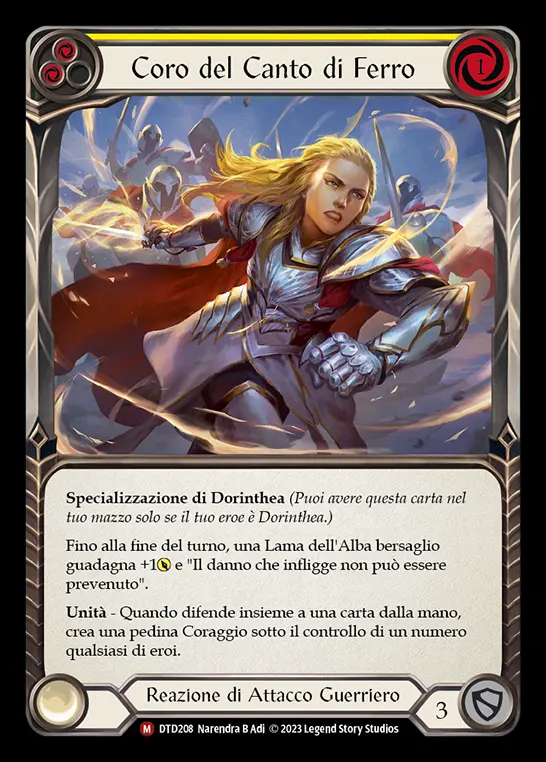 Coro del Canto di Ferro
1
Specializzazione di Dorinthea (Puoi avere questa carta nel
tuo mazzo solo se il tuo eroe è Dorinthea.)
Fino alla fine del turno, una Lama dell'Alba bersaglio
guadagna +1 e "Il danno che infligge non può essere
prevenuto".
Unità - Quando difende insieme a una carta dalla mano,
crea una pedina Coraggio sotto il controllo di un numero
qualsiasi di eroi.
Reazione di Attacco Guerriero
3
M DTD208 Narendra B Adi © 2023 Legend Story Studios